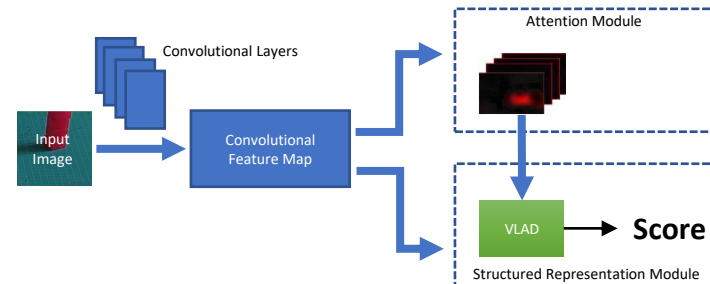 Attention Module
Convolutional Layers
Input
Image
Convolutional
Feature Map
VLAD
Score
Structured Representation Module